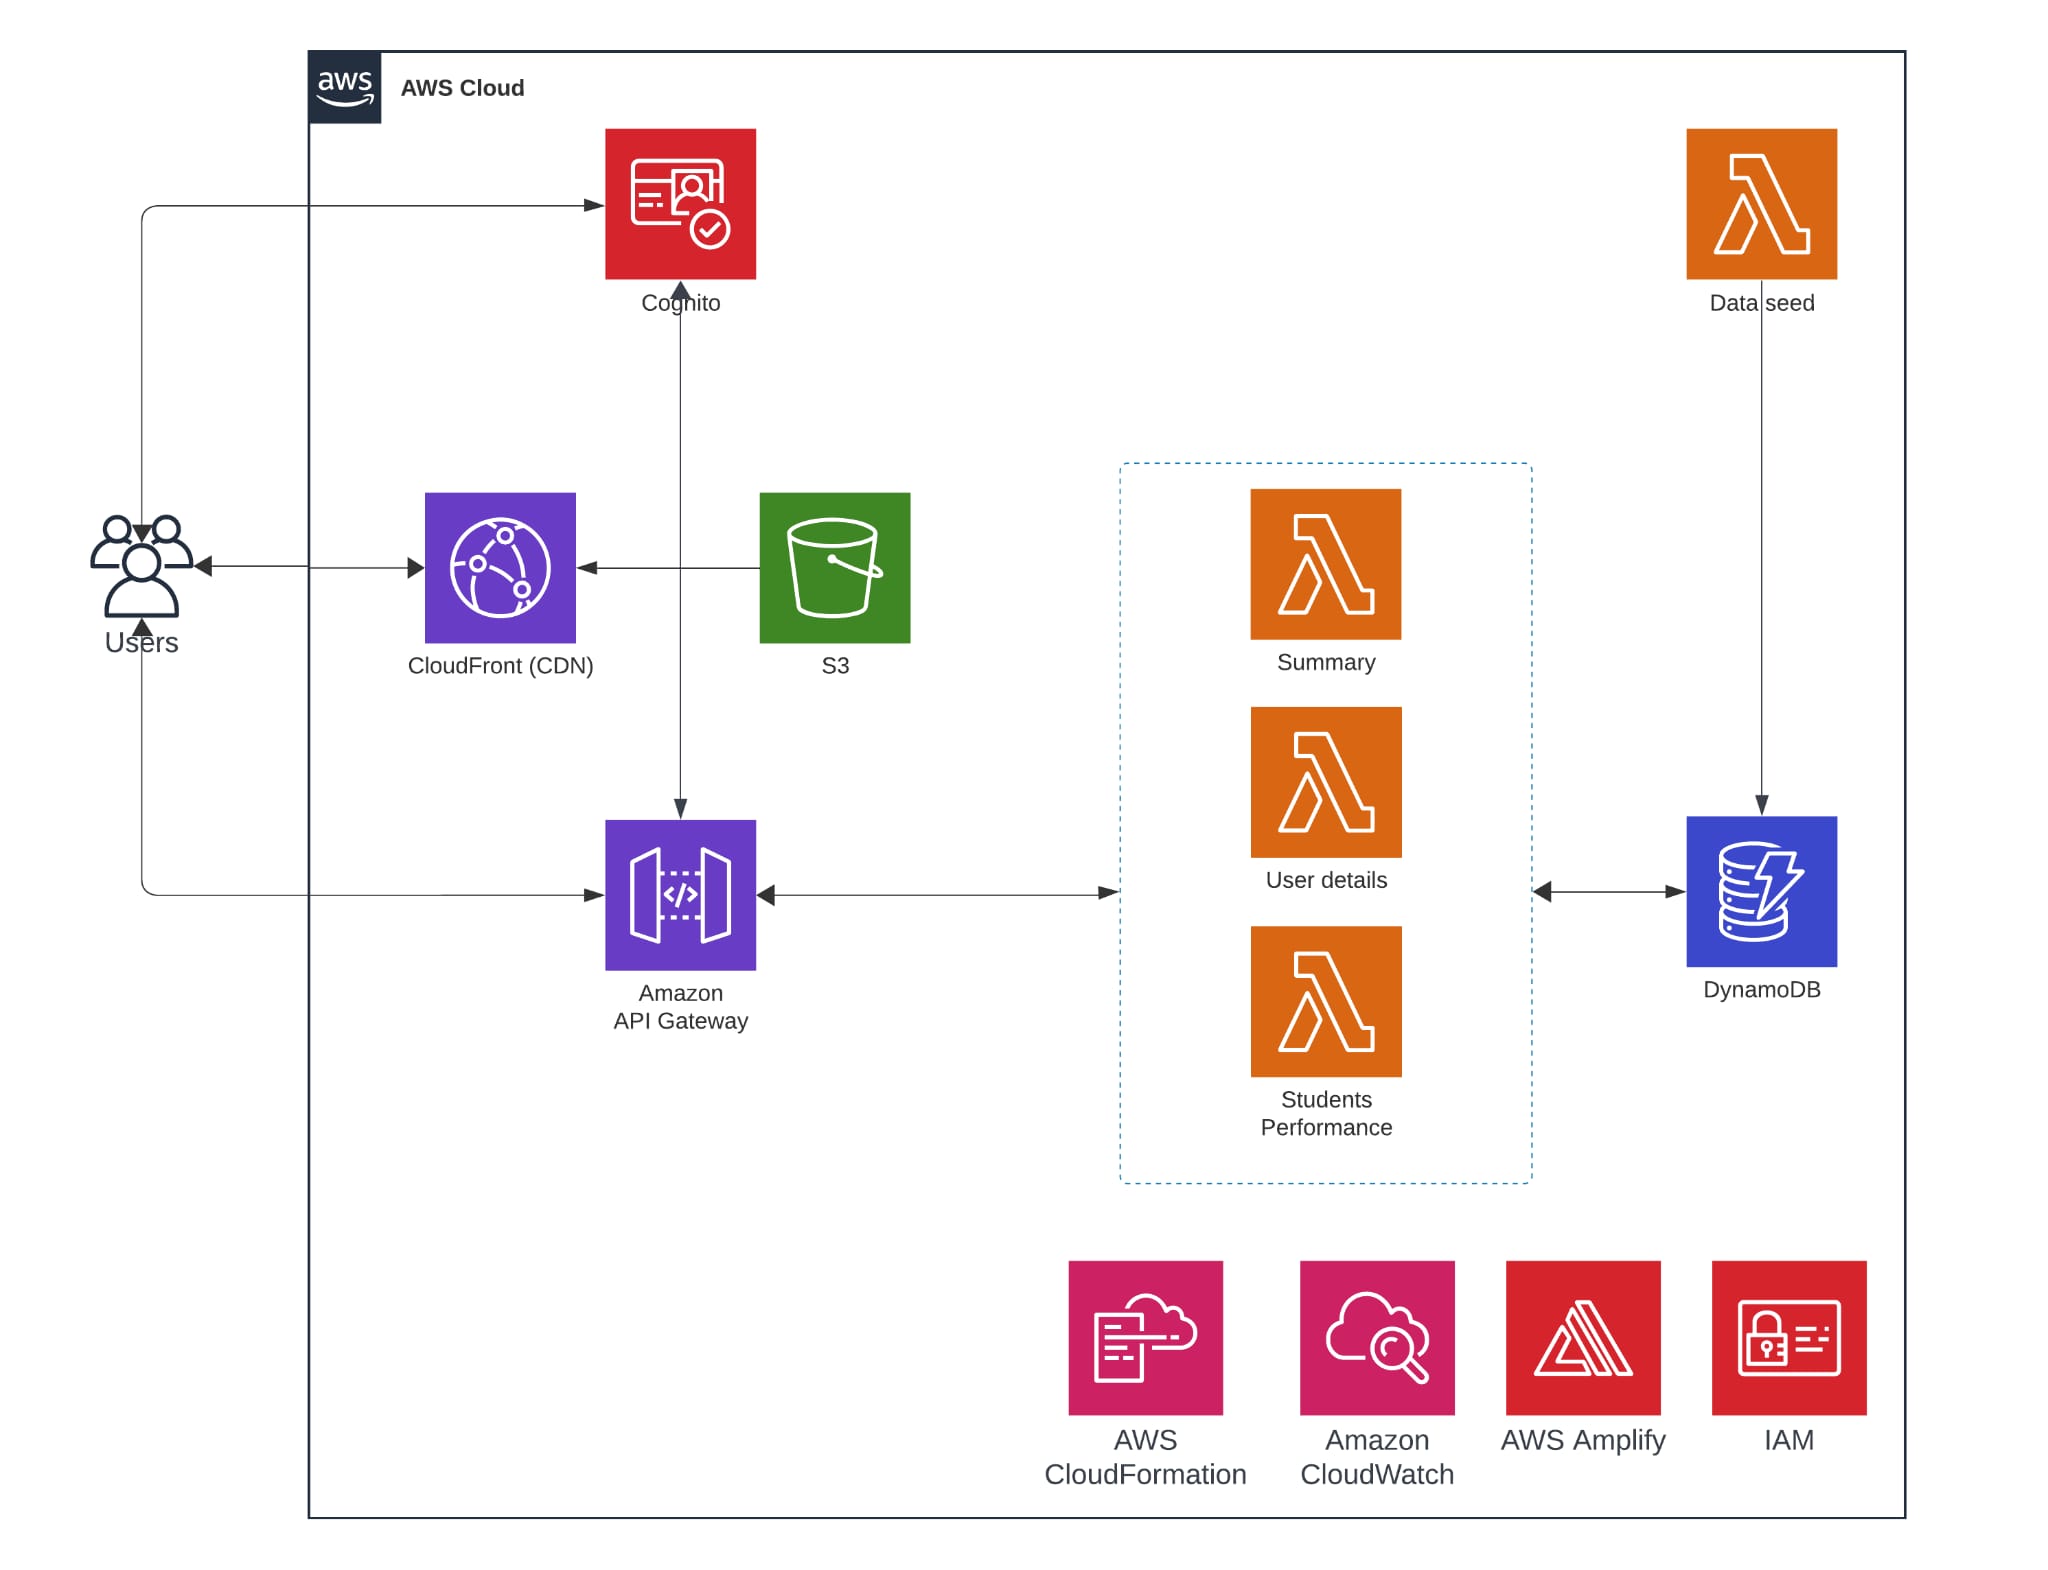 aws
AWS Cloud
Cognito
Data seed
Users
CloudFront (CDN)
S3
Summary
User details
Amazon
API Gateway
DynamoDB
Students
Performance
AWS
CloudFormation
Amazon
CloudWatch
AWS Amplify
IAM